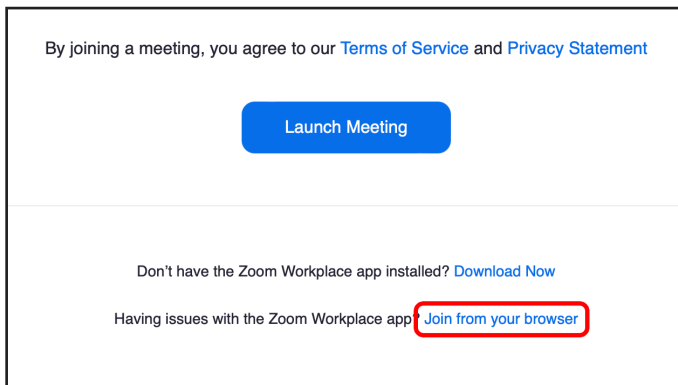 By joining a meeting, you agree to our Terms of Service and Privacy Statement
Launch Meeting
Don’t have the Zoom Workplace app installed? Download Now
Having issues with the Zoom Workplace app? Join from your browser